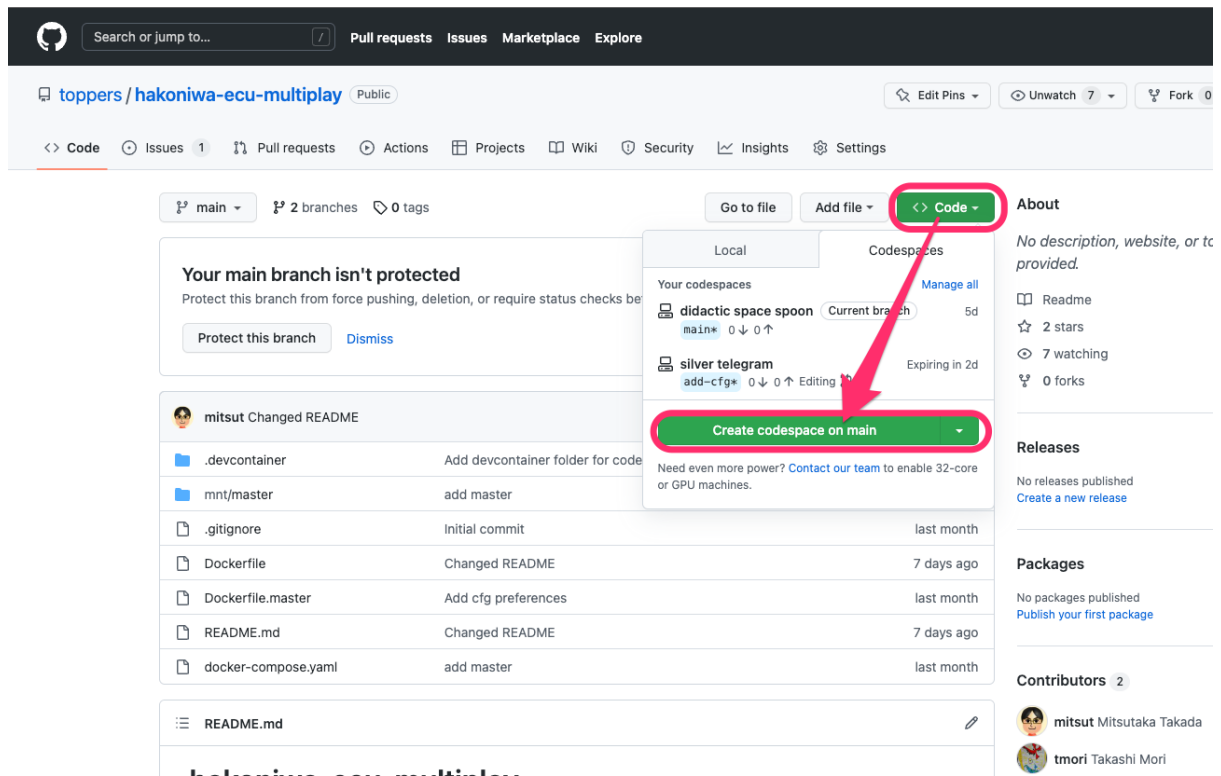 Search or jump to... / Pull requests Issues Marketplace Explore
toppers / hakoniwa-ecu-multiplay Public
Edit Pins Unwatch 7 Fork 0
Code Issues 1 Pull requests Actions Projects Wiki Security Insights Settings
main 2 branches 0 tags Go to file Add file Code
Your main branch isn't protected
Protect this branch from force pushing, deletion, or require status checks be
Protect this branch Dismiss
Local Codespaces
Your codespaces Manage all
didactic space spoon Current branch 5d
main* 0 ↓ 0 ↑
silver telegram Expiring in 2d
add-cfg* 0 ↓ 0 ↑ Editing
Create codespace on main
Need even more power? Contact our team to enable 32-core
or GPU machines.
mitsut Changed README
.devcontainer Add devcontainer folder for code
mnt/master add master
.gitignore Initial commit last month
Dockerfile Changed README 7 days ago
Dockerfile.master Add cfg preferences last month
README.md Changed README 7 days ago
docker-compose.yaml add master last month
README.md
hakoniwa-ecu-multiplay
About
No description, website, or to
provided.
Readme
2 stars
7 watching
0 forks
Releases
No releases published
Create a new release
Packages
No packages published
Publish your first package
Contributors 2
mitsut Mitsutaka Takada
tmori Takashi Mori